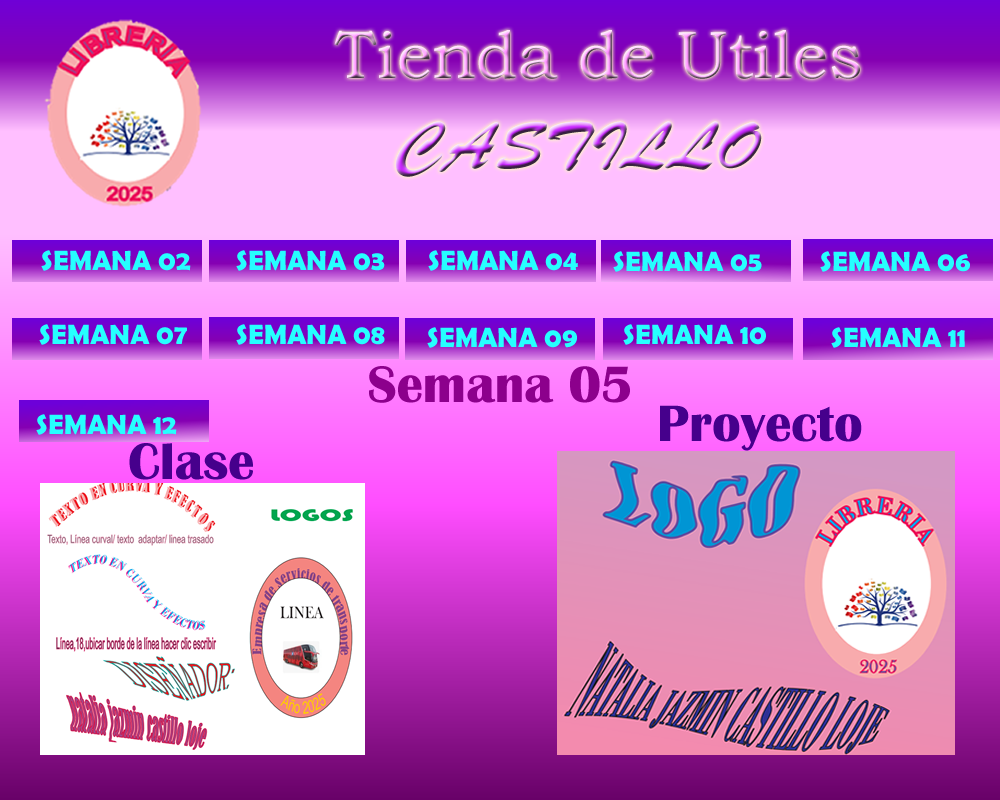 LIBRERIA
2025
Tienda de Utiles
CASTILLO
SEMANA 02
SEMANA 03
SEMANA 04
SEMANA 05
SEMANA 06
SEMANA 07
SEMANA 08
SEMANA 09
SEMANA 10
SEMANA 11
SEMANA 12
Semana 05
Clase
TEXTO EN CURVA Y EFECTOS
Texto, Línea curval/ texto adaptar/ linea trasado
TEXTO EN CURVA Y EFECTOS
Línea,18,ubicar borde de la línea hacer clic escribir
DISEÑADOR:
natalia jazmin castillo loje
LOGOS
Empresa de Servicios de transporte
LINEA
Año 2025
Proyecto
LOGO
LIBRERIA
2025
NATALIA JAZMIN CASTILLO LOJE